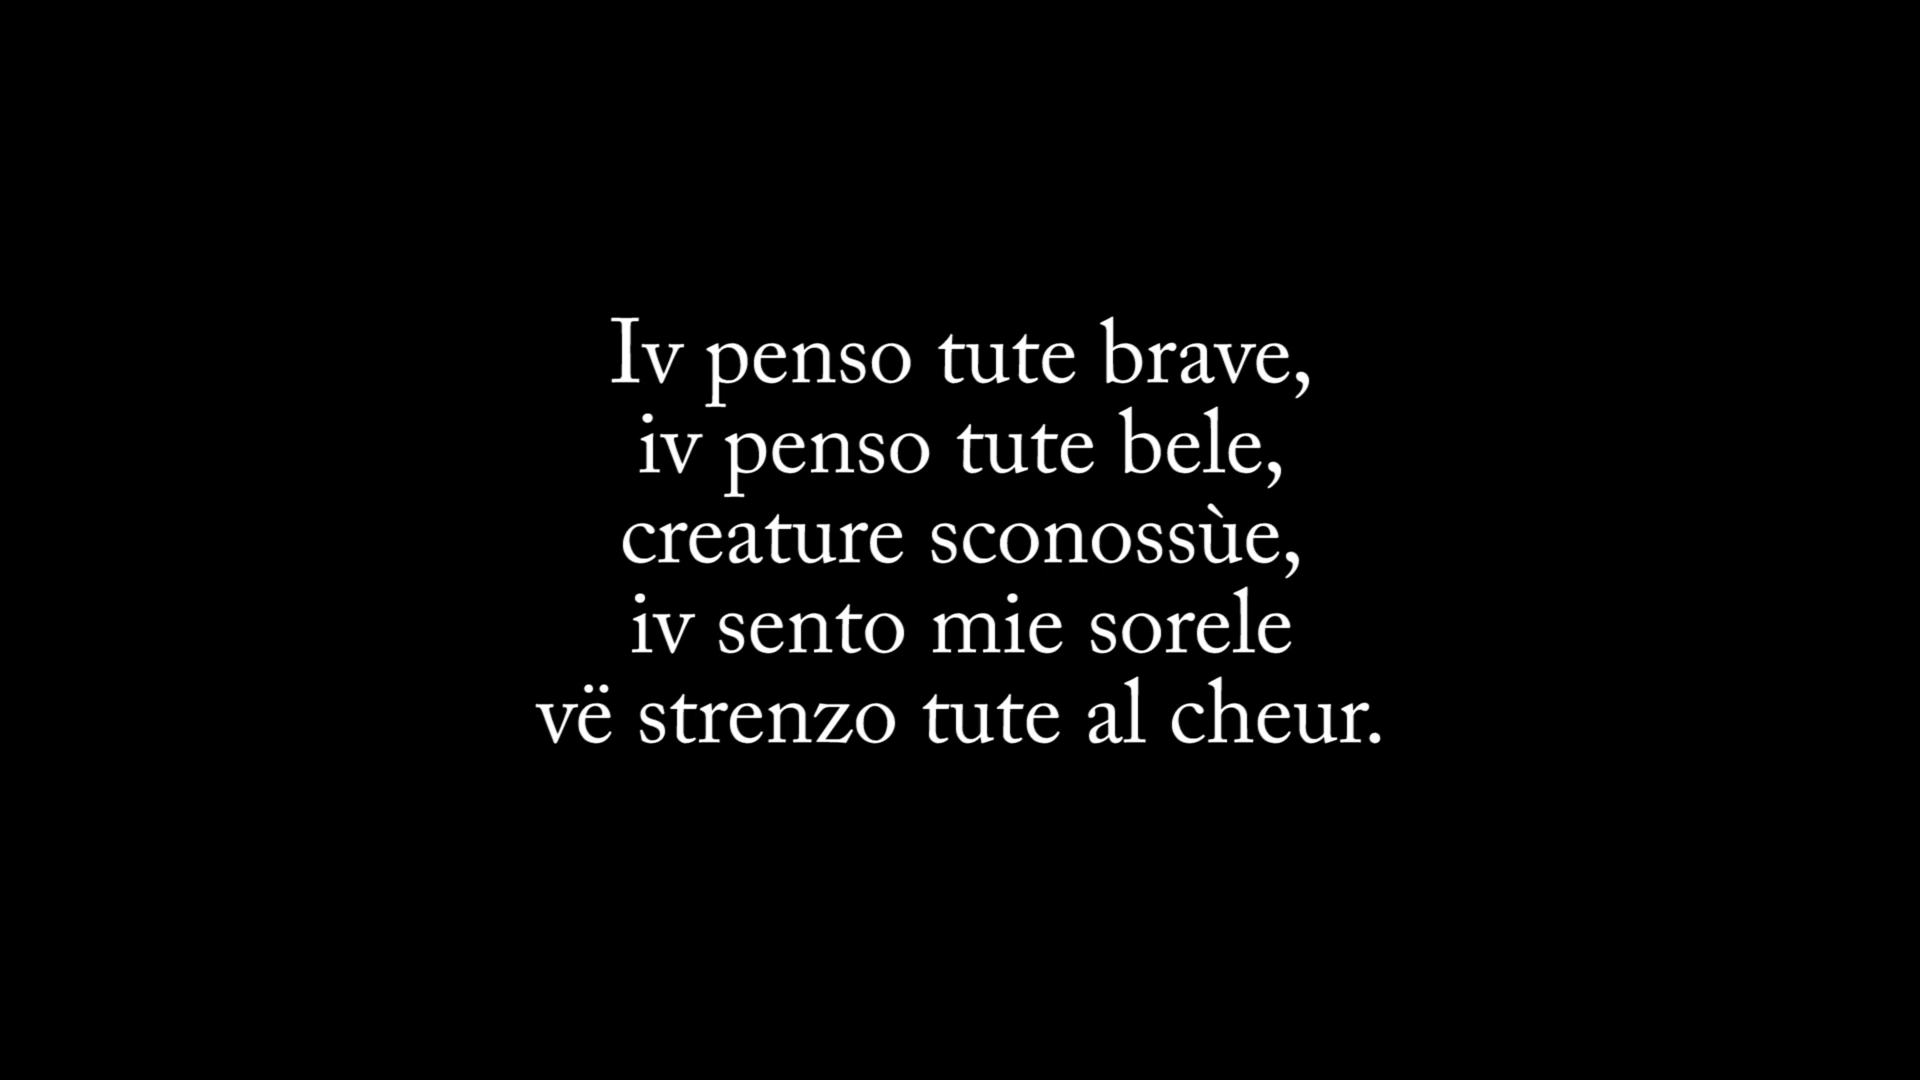 Iv penso tute brave,
iv penso tute bele,
creature sconossùe,
iv sento mie sorele
vë strenzo tute al cheur.